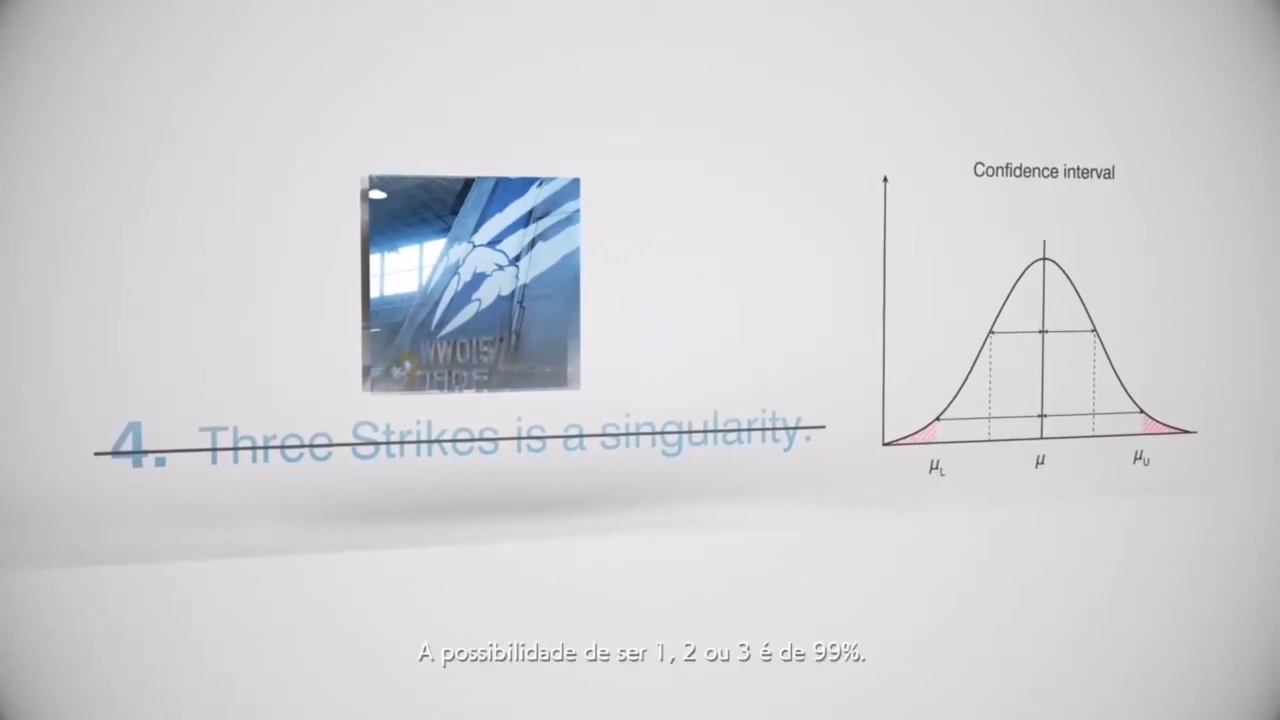 Confidence interval
4. Three Strikes is a singularity.
μL μ μU
A possibilidade de ser 1, 2 ou 3 é de 99%.